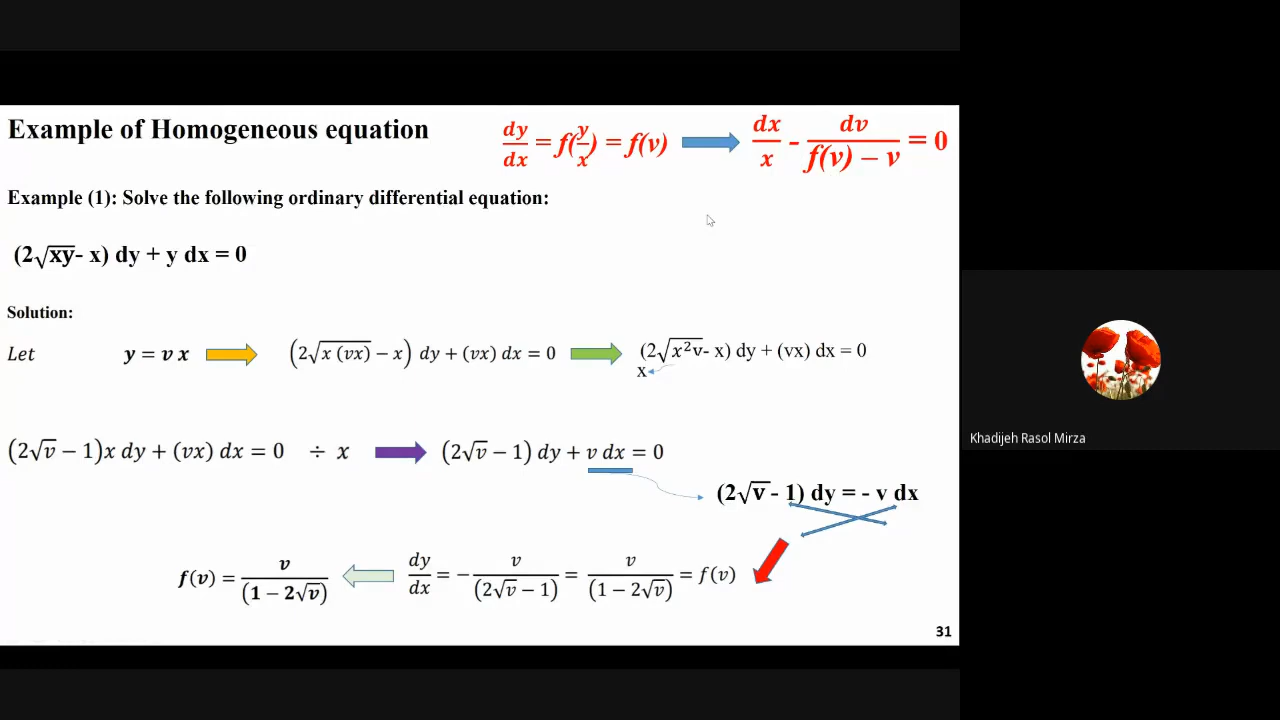 Example of Homogeneous equation
dy/dx = f(y/x) = f(v) dx/x - dv/f(v) – v = 0
Example (1): Solve the following ordinary differential equation:
(2√xy- x) dy + y dx = 0
Solution:
Let y = v x (2√x (vx) − x) dy + (vx) dx = 0 (2√x²v- x) dy + (vx) dx = 0
x
(2√v − 1)x dy + (vx) dx = 0 ÷ x (2√v − 1) dy + v dx = 0
(2√v - 1) dy = - v dx
f(v) = v/(1 − 2√v) dy/dx = − v/(2√v − 1) = v/(1 − 2√v) = f(v)
31
Khadijeh Rasol Mirza